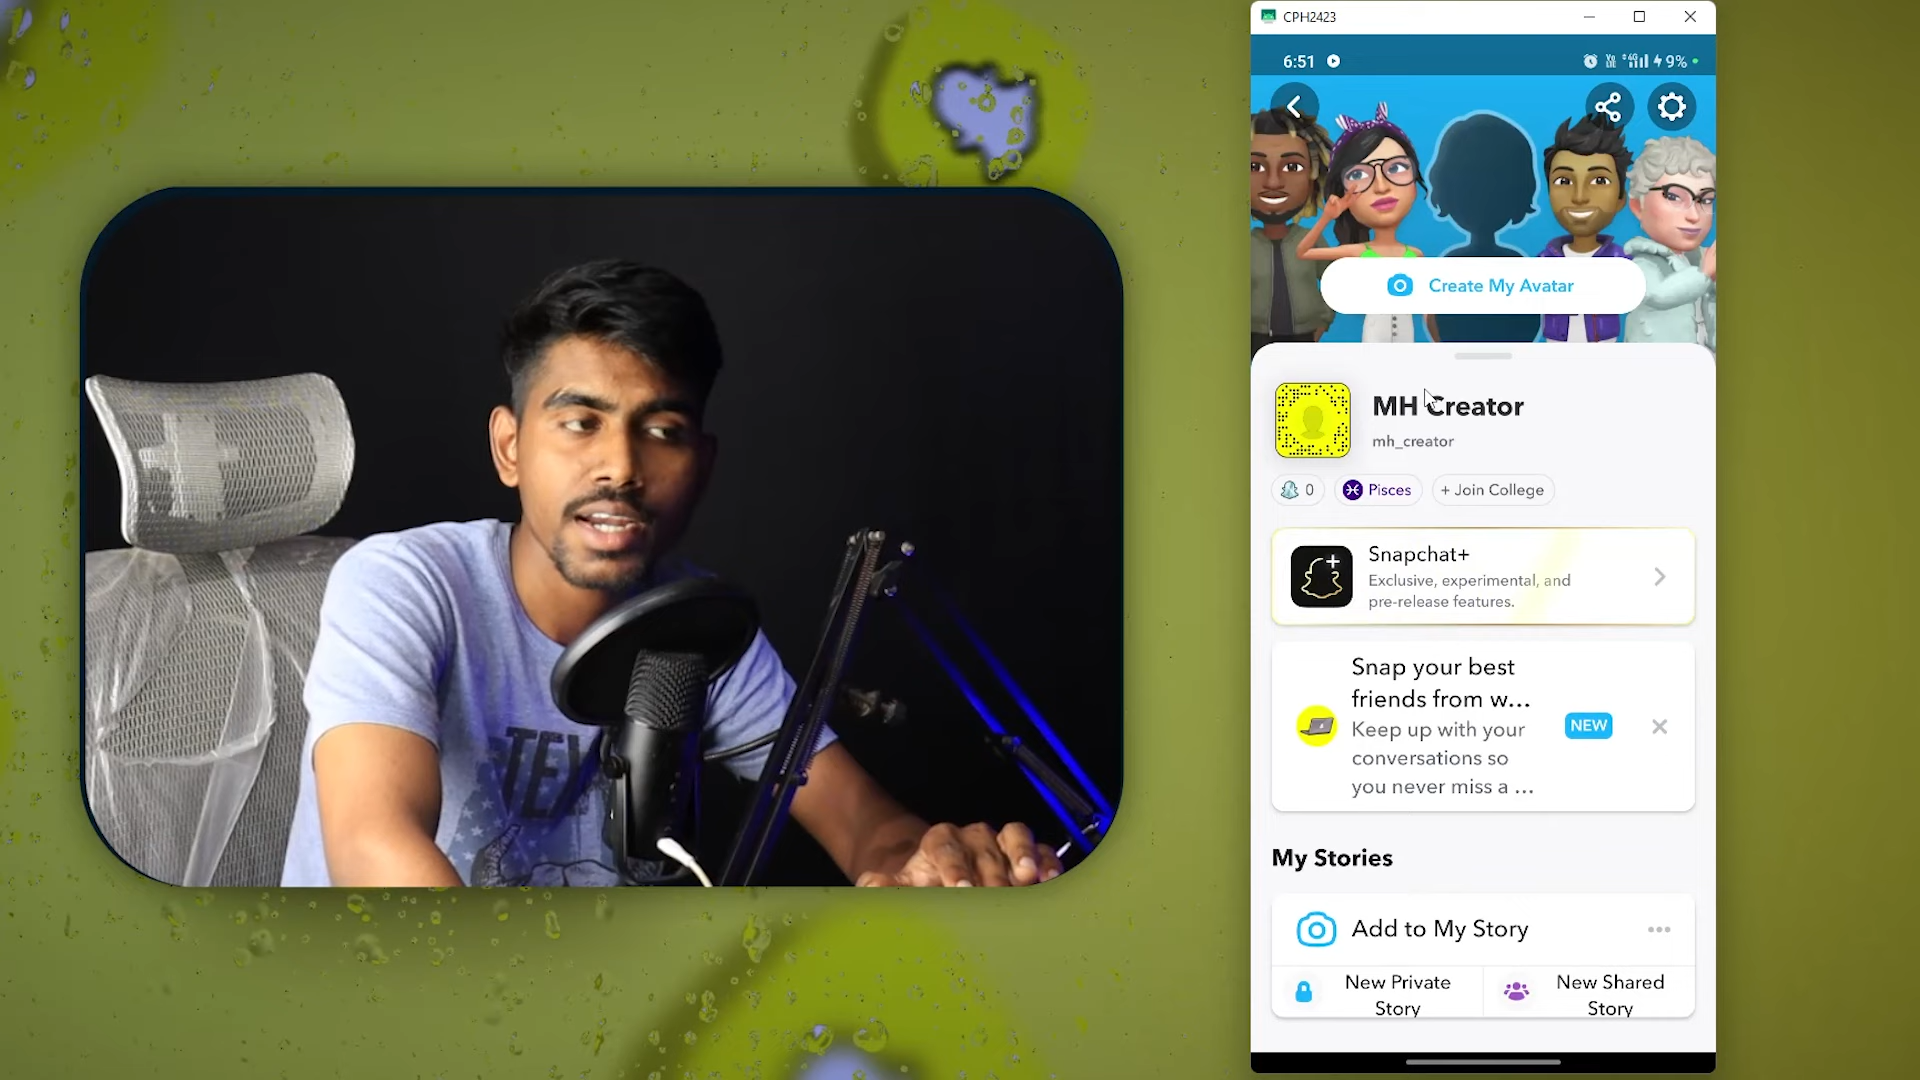 CPH2423
6:51
9%
Create My Avatar
MH Creator
mh_creator
0
Pisces
+ Join College
Snapchat+
Exclusive, experimental, and
pre-release features.
Snap your best
friends from w...
Keep up with your
conversations so
you never miss a ...
NEW
My Stories
Add to My Story
New Private
Story
New Shared
Story